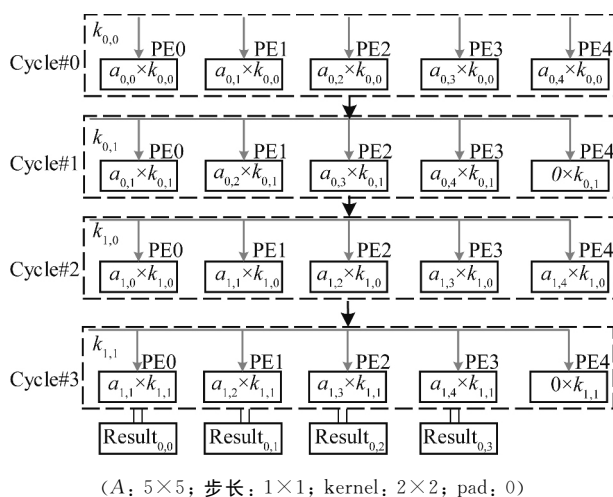 k0,0
PE0 PE1 PE2 PE3 PE4
Cycle#0 a0,0×k0,0 a0,1×k0,0 a0,2×k0,0 a0,3×k0,0 a0,4×k0,0
k0,1
PE0 PE1 PE2 PE3 PE4
Cycle#1 a0,1×k0,1 a0,2×k0,1 a0,3×k0,1 a0,4×k0,1 0×k0,1
k1,0
PE0 PE1 PE2 PE3 PE4
Cycle#2 a1,0×k1,0 a1,1×k1,0 a1,2×k1,0 a1,3×k1,0 a1,4×k1,0
k1,1
PE0 PE1 PE2 PE3 PE4
Cycle#3 a1,1×k1,1 a1,2×k1,1 a1,3×k1,1 a1,4×k1,1 0×k1,1
Result0,0 Result0,1 Result0,2 Result0,3
(A: 5×5; 步长: 1×1; kernel: 2×2; pad: 0)